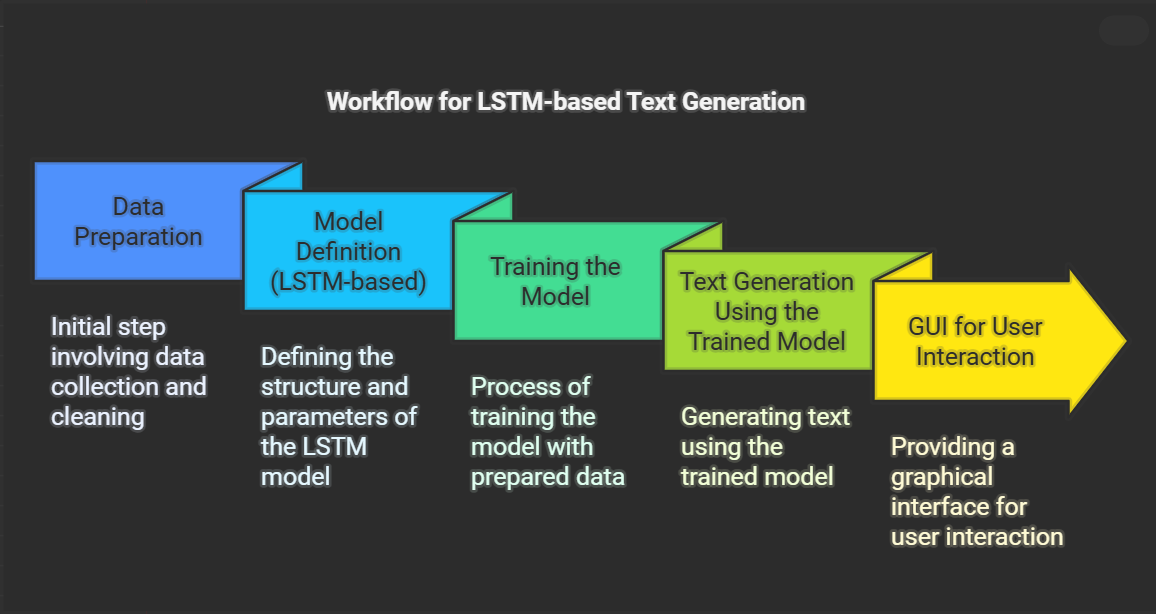 Workflow for LSTM-based Text Generation
Data
Preparation
Initial step
involving data
collection and
cleaning
Model
Definition
(LSTM-based)
Defining the
structure and
parameters of
the LSTM
model
Training the
Model
Process of
training the
model with
prepared data
Text Generation
Using the
Trained Model
Generating text
using the
trained model
GUI for User
Interaction
Providing a
graphical
interface for
user interaction